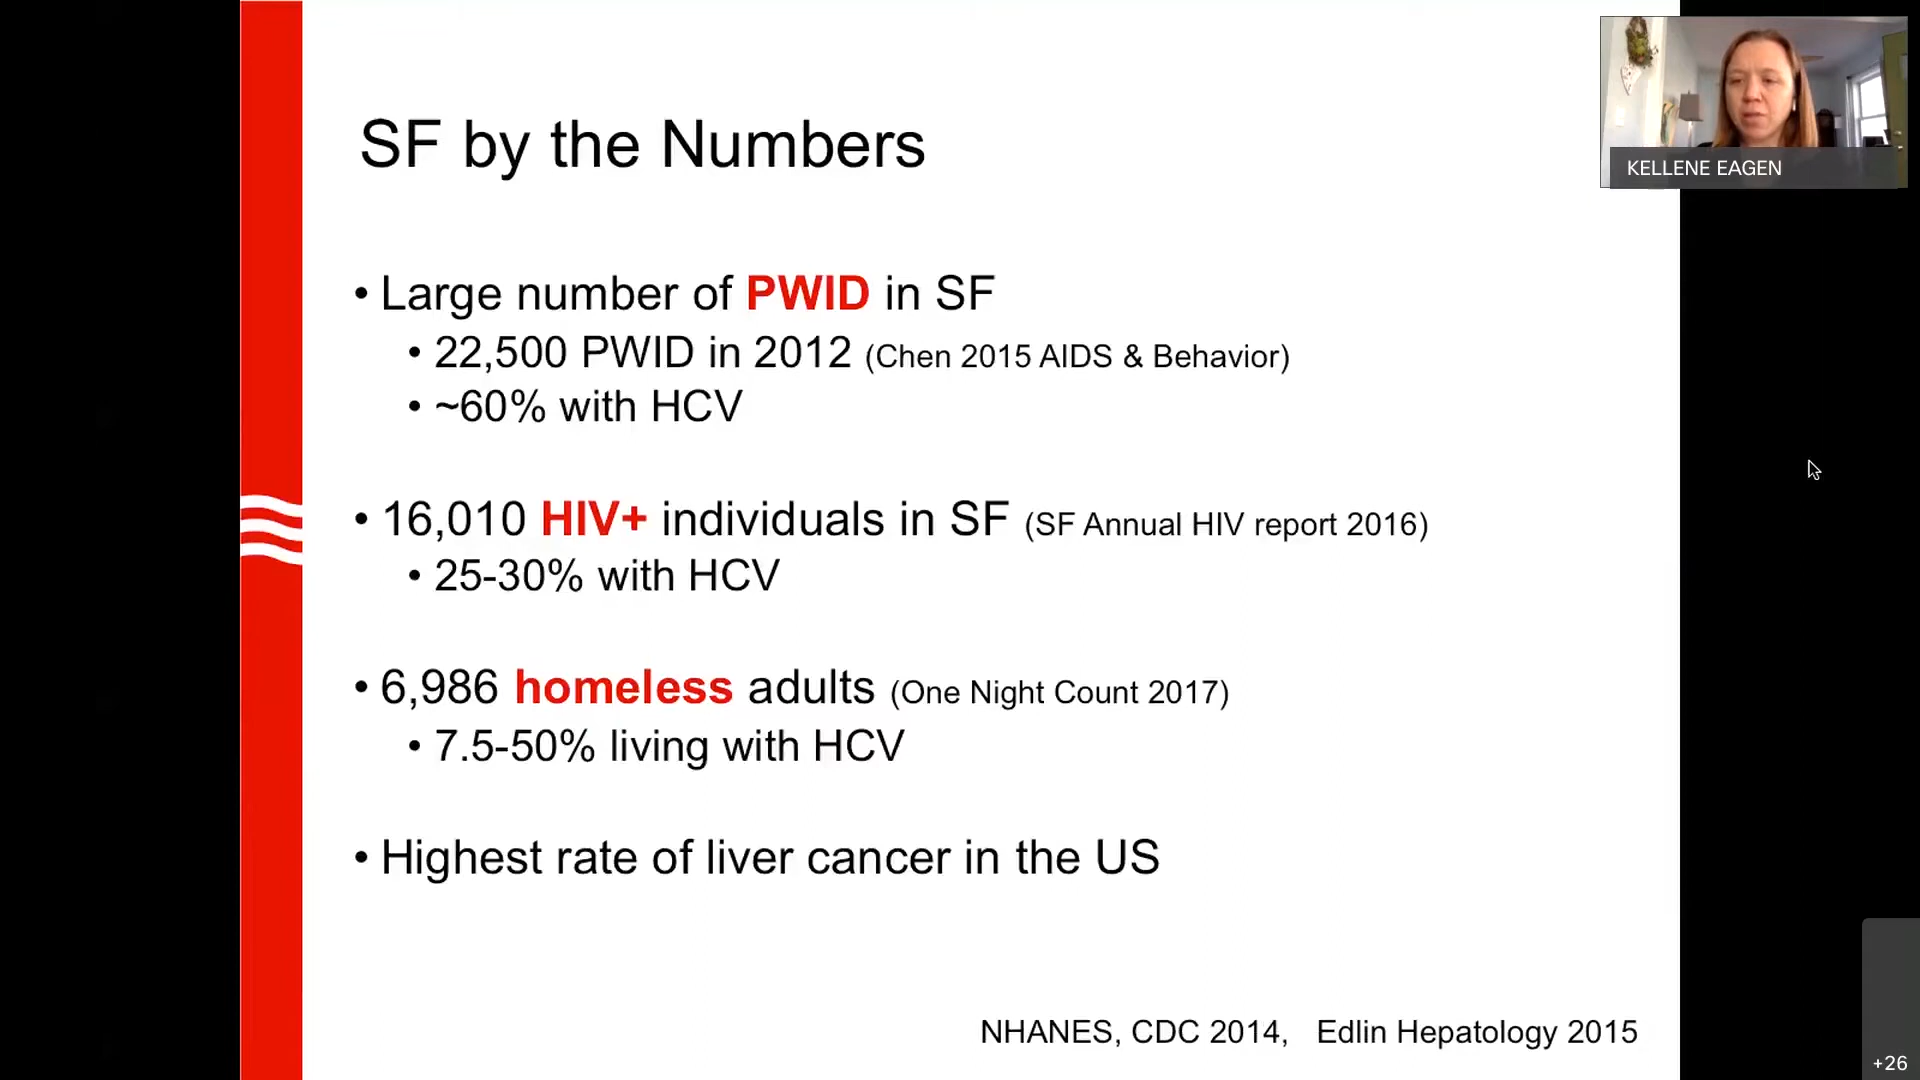 SF by the Numbers
KELLENE EAGEN
• Large number of PWID in SF
• 22,500 PWID in 2012 (Chen 2015 AIDS & Behavior)
• ~60% with HCV
• 16,010 HIV+ individuals in SF (SF Annual HIV report 2016)
• 25-30% with HCV
• 6,986 homeless adults (One Night Count 2017)
• 7.5-50% living with HCV
• Highest rate of liver cancer in the US
NHANES, CDC 2014, Edlin Hepatology 2015
+26